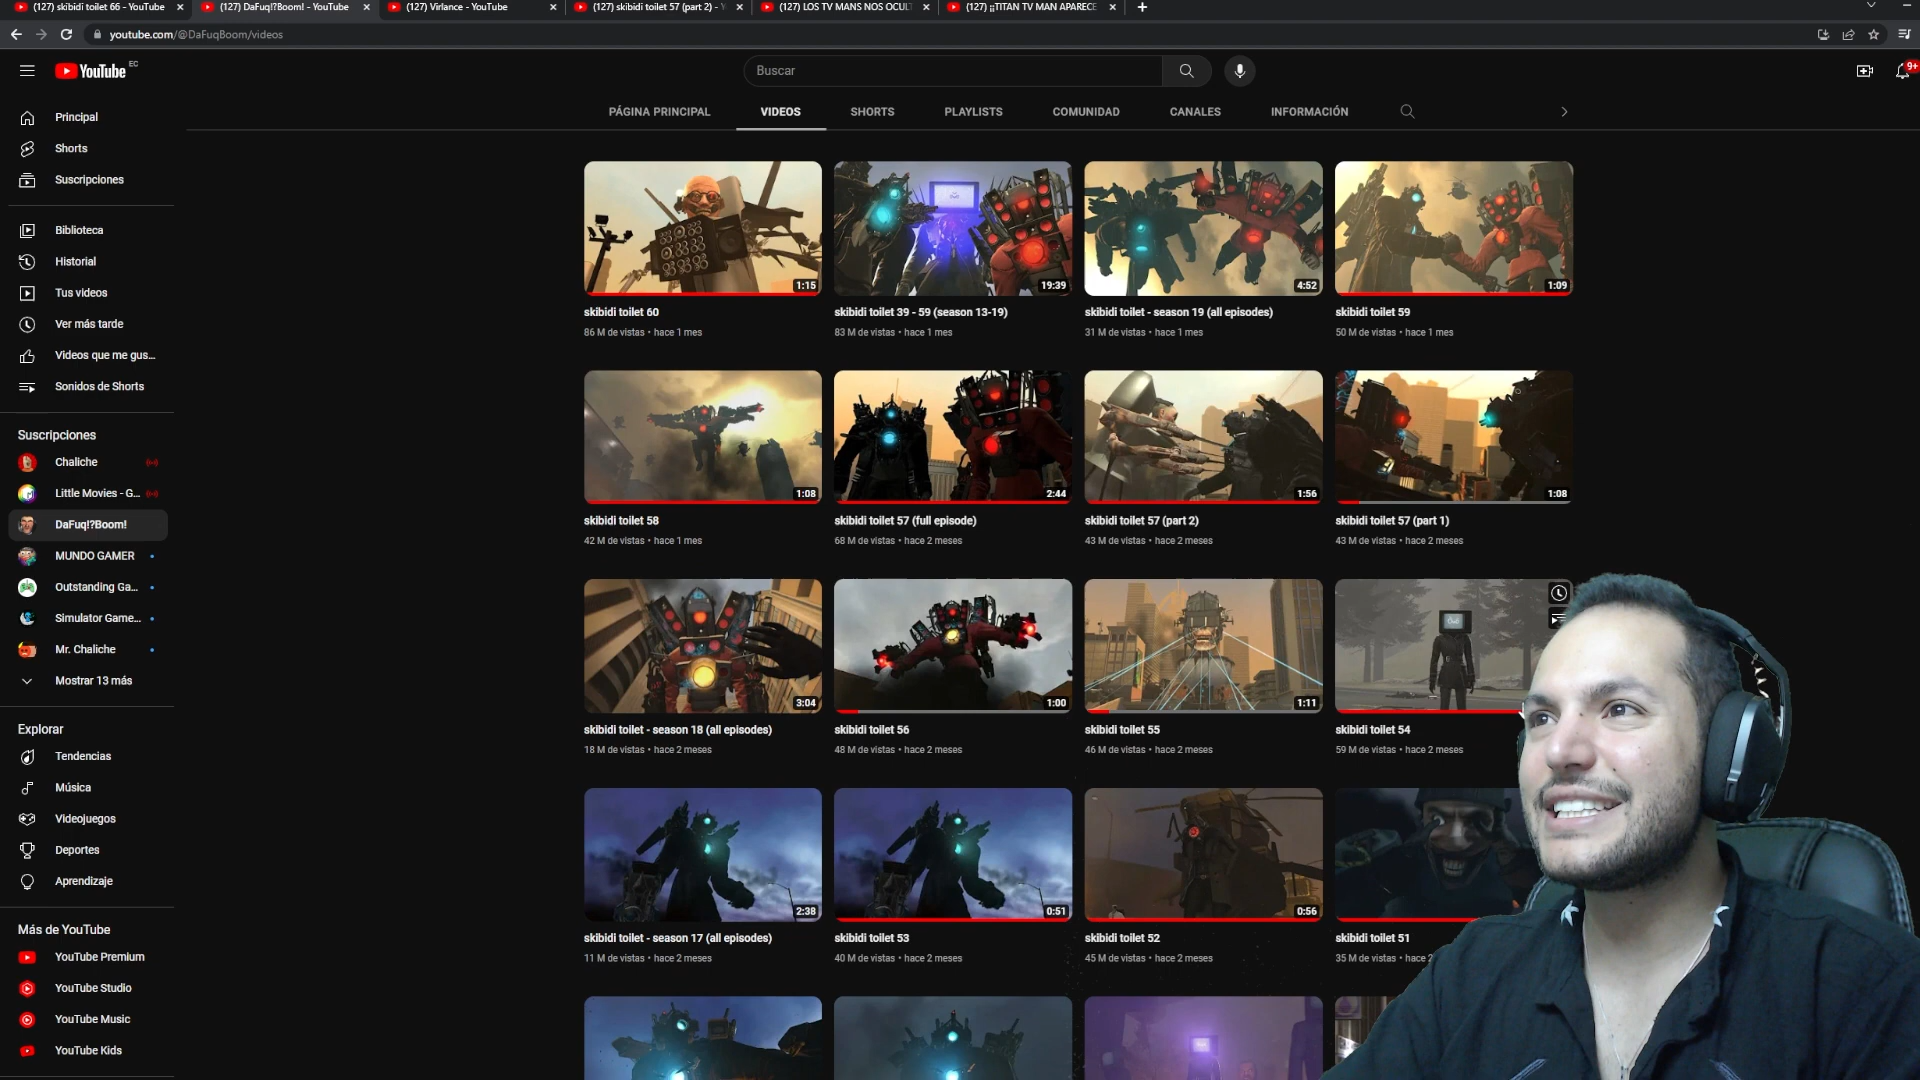 (127) skibidi toilet 66 - YouTube
(127) DaFuq!?Boom! - YouTube
(127) Virlance - YouTube
(127) skibidi toilet 57 (part 2) - Y
(127) LOS TV MANS NOS OCULT
(127) ¡¡TITAN TV MAN APARECE
youtube.com/@DaFuqBoom/videos
YouTube EC
Buscar
9+
PÁGINA PRINCIPAL
VIDEOS
SHORTS
PLAYLISTS
COMUNIDAD
CANALES
INFORMACIÓN
Principal
Shorts
Suscripciones
Biblioteca
Historial
Tus videos
Ver más tarde
Videos que me gus...
Sonidos de Shorts
Suscripciones
Chaliche
Little Movies - G...
DaFuq!?Boom!
MUNDO GAMER
Outstanding Ga...
Simulator Game...
Mr. Chaliche
Mostrar 13 más
Explorar
Tendencias
Música
Videojuegos
Deportes
Aprendizaje
Más de YouTube
YouTube Premium
YouTube Studio
YouTube Music
YouTube Kids
1:15
skibidi toilet 60
86 M de vistas • hace 1 mes
19:39
skibidi toilet 39 - 59 (season 13-19)
83 M de vistas • hace 1 mes
4:52
skibidi toilet - season 19 (all episodes)
31 M de vistas • hace 1 mes
1:09
skibidi toilet 59
50 M de vistas • hace 1 mes
1:08
skibidi toilet 58
42 M de vistas • hace 1 mes
2:44
skibidi toilet 57 (full episode)
68 M de vistas • hace 2 meses
1:56
skibidi toilet 57 (part 2)
43 M de vistas • hace 2 meses
1:08
skibidi toilet 57 (part 1)
43 M de vistas • hace 2 meses
3:04
skibidi toilet - season 18 (all episodes)
18 M de vistas • hace 2 meses
1:00
skibidi toilet 56
48 M de vistas • hace 2 meses
1:11
skibidi toilet 55
46 M de vistas • hace 2 meses
skibidi toilet 54
59 M de vistas • hace 2 meses
2:38
skibidi toilet - season 17 (all episodes)
11 M de vistas • hace 2 meses
0:51
skibidi toilet 53
40 M de vistas • hace 2 meses
0:56
skibidi toilet 52
45 M de vistas • hace 2 meses
skibidi toilet 51
35 M de vistas • hace 2